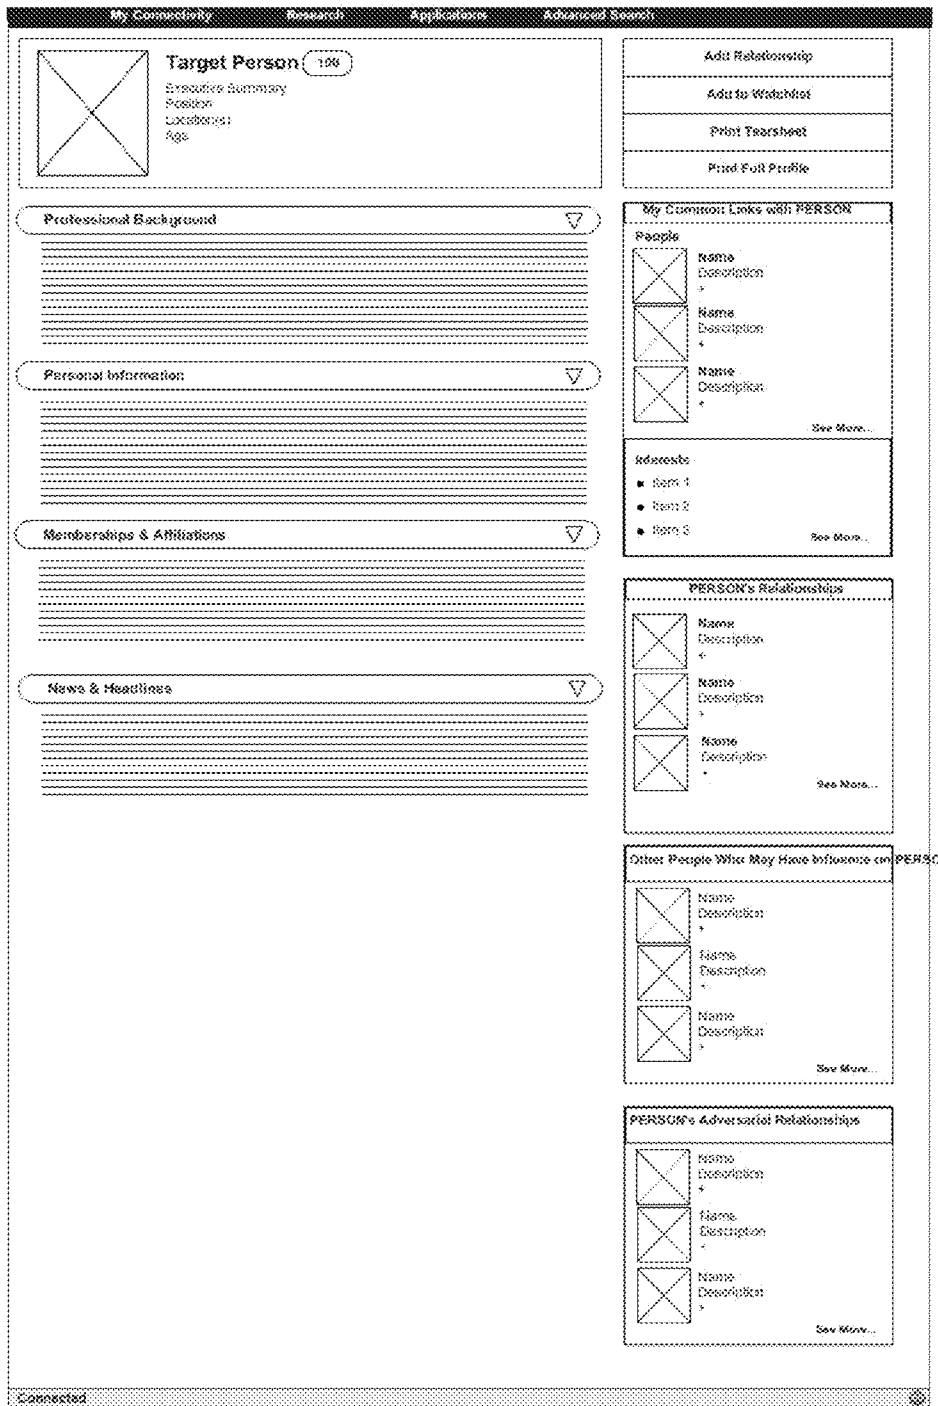 My Connectivity Research Applications Advanced Search
Target Person 100
Executive Summary
Position
Location(s)
Age
Add Relationship
Add to Watchlist
Print Tearsheet
Print Full Profile
Professional Background
Personal Information
Memberships & Affiliations
News & Headlines
My Common Links with PERSON
People
Name
Description
+
Name
Description
+
Name
Description
+
See More...
Interests
Item 1
Item 2
Item 3
See More...
PERSON's Relationships
Name
Description
+
Name
Description
+
Name
Description
+
See More...
Other People Who May Have Influence on PERSO
Name
Description
+
Name
Description
+
Name
Description
+
See More...
PERSON's Adversarial Relationships
Name
Description
+
Name
Description
+
Name
Description
+
See More...
Connected